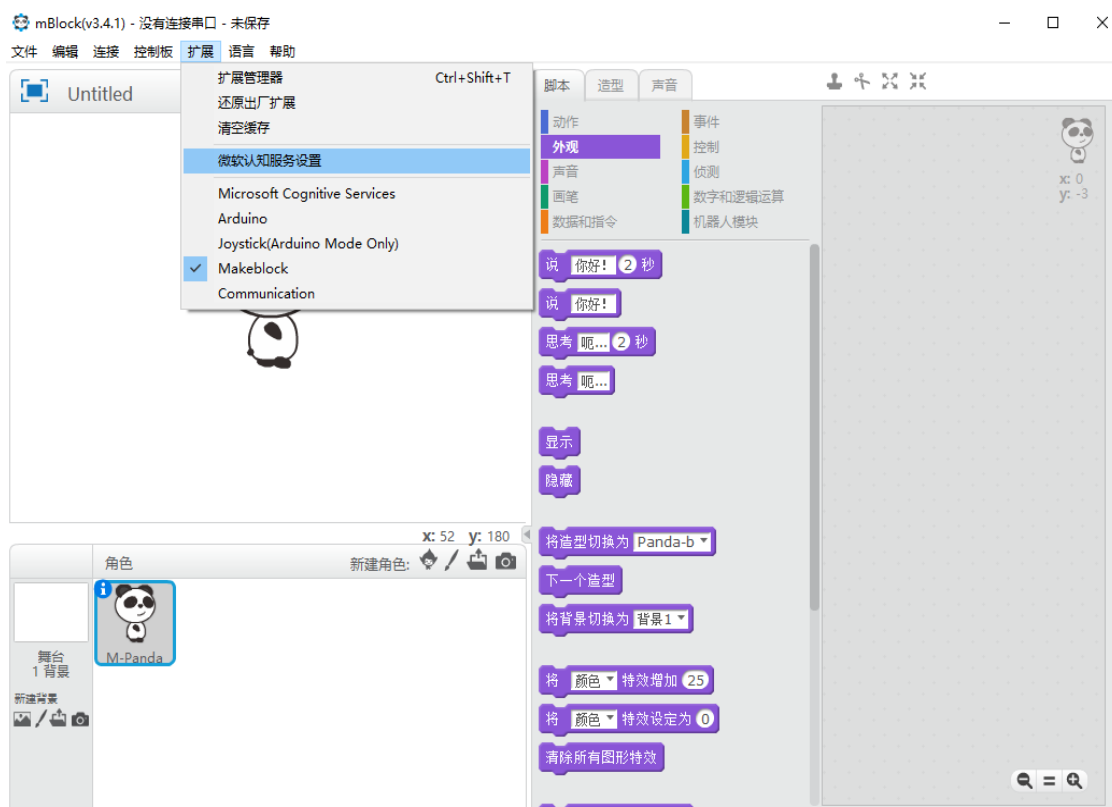 mBlock(v3.4.1) - 没有连接串口 - 未保存
文件 编辑 连接 控制板 扩展 语言 帮助
扩展管理器 Ctrl+Shift+T
还原出厂扩展
清空缓存
微软认知服务设置
Microsoft Cognitive Services
Arduino
Joystick(Arduino Mode Only)
Makeblock
Communication
Untitled
x: 52 y: 180
角色 新建角色:
舞台
1 背景
新建背景
M-Panda
脚本 造型 声音
动作 事件
外观 控制
声音 侦测
画笔 数字和逻辑运算
数据和指令 机器人模块
说 你好! 2 秒
说 你好!
思考 呃... 2 秒
思考 呃...
显示
隐藏
将造型切换为 Panda-b
下一个造型
将背景切换为 背景1
将 颜色 特效增加 25
将 颜色 特效设定为 0
清除所有图形特效
x: 0
y: -3